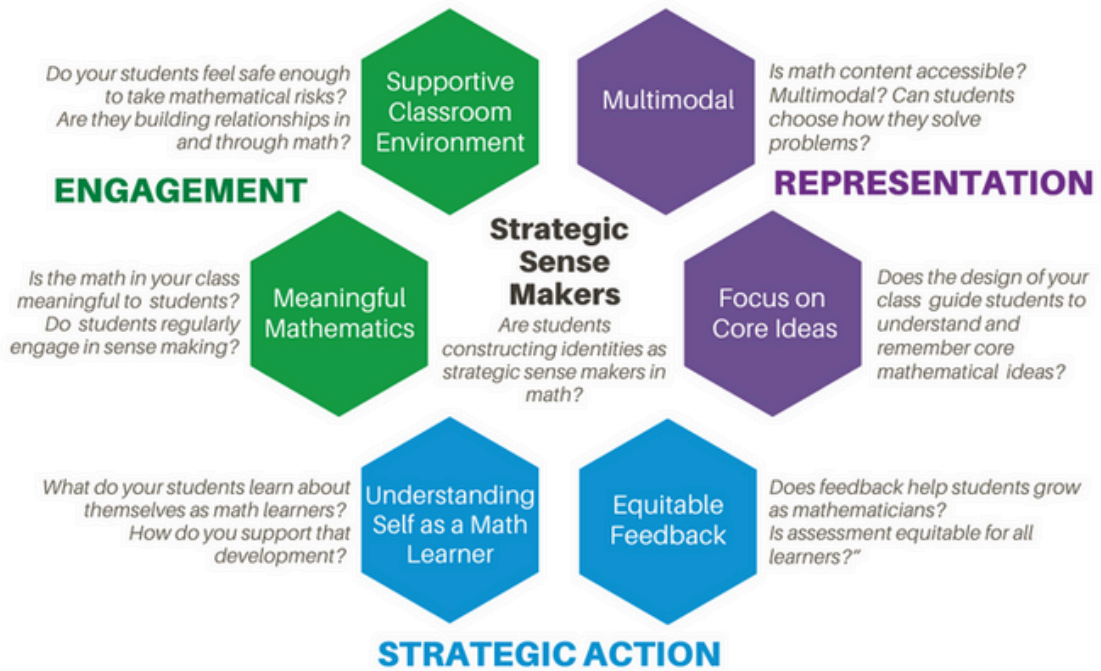 Do your students feel safe enough
to take mathematical risks?
Are they building relationships in
and through math?
Supportive
Classroom
Environment
Multimodal
Is math content accessible?
Multimodal? Can students
choose how they solve
problems?
ENGAGEMENT
REPRESENTATION
Is the math in your class
meaningful to students?
Do students regularly
engage in sense making?
Meaningful
Mathematics
Strategic
Sense
Makers
Are students
constructing identities as
strategic sense makers in
math?
Focus on
Core Ideas
Does the design of your
class guide students to
understand and
remember core
mathematical ideas?
What do your students learn about
themselves as math learners?
How do you support that
development?
Understanding
Self as a Math
Learner
Equitable
Feedback
Does feedback help students grow
as mathematicians?
Is assessment equitable for all
learners?”
STRATEGIC ACTION